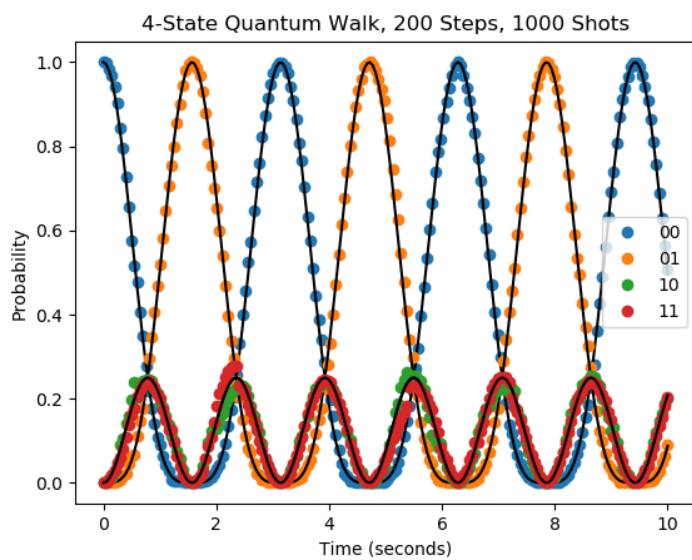 4-State Quantum Walk, 200 Steps, 1000 Shots
1.0
0.8
0.6
0.4
0.2
0.0
Probability
00
01
10
11
0 2 4 6 8 10
Time (seconds)